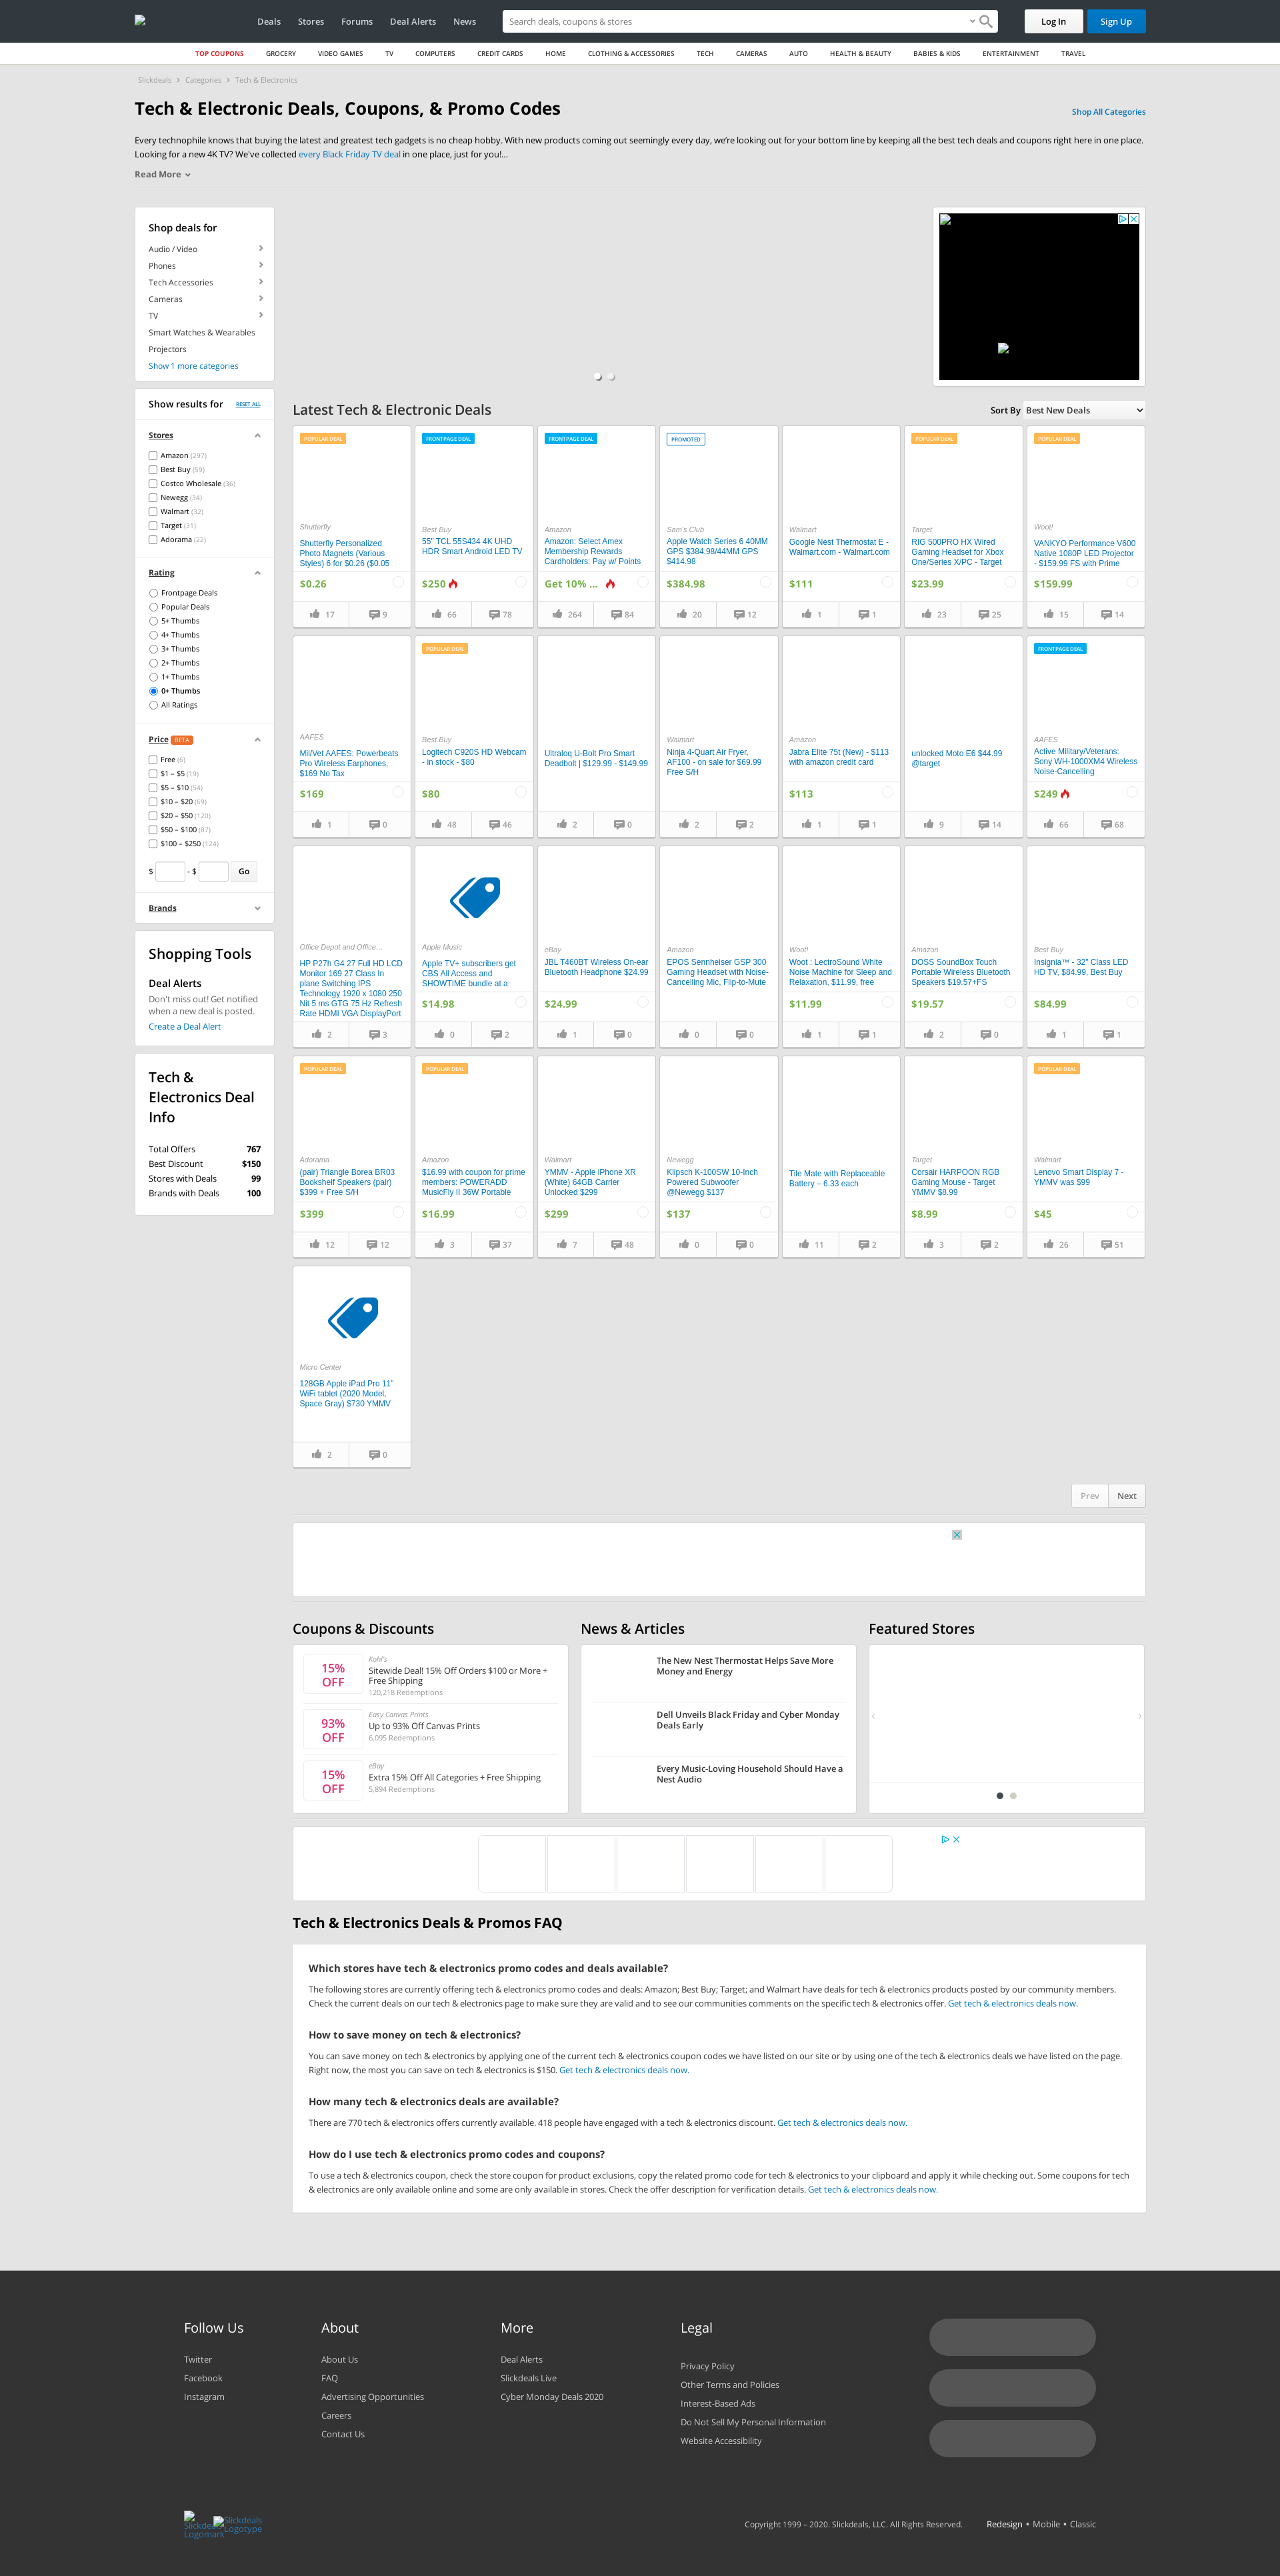 Deals Stores Forums Deal Alerts News
Search deals, coupons & stores
Log In
Sign Up
TOP COUPONS GROCERY VIDEO GAMES TV COMPUTERS CREDIT CARDS HOME CLOTHING & ACCESSORIES TECH CAMERAS AUTO HEALTH & BEAUTY BABIES & KIDS ENTERTAINMENT TRAVEL
Slickdeals > Categories > Tech & Electronics
Tech & Electronic Deals, Coupons, & Promo Codes
Shop All Categories
Every technophile knows that buying the latest and greatest tech gadgets is no cheap hobby. With new products coming out seemingly every day, we're looking out for your bottom line by keeping all the best tech deals and coupons right here in one place.
Looking for a new 4K TV? We've collected every Black Friday TV deal in one place, just for you!...
Read More
Shop deals for
Audio / Video
Phones
Tech Accessories
Cameras
TV
Smart Watches & Wearables
Projectors
Show 1 more categories
Show results for RESET ALL
Stores
Amazon (297)
Best Buy (59)
Costco Wholesale (36)
Newegg (34)
Walmart (32)
Target (31)
Adorama (22)
Rating
Frontpage Deals
Popular Deals
5+ Thumbs
4+ Thumbs
3+ Thumbs
2+ Thumbs
1+ Thumbs
0+ Thumbs
All Ratings
Price BETA
Free (6)
$1 – $5 (19)
$5 – $10 (54)
$10 – $20 (69)
$20 – $50 (120)
$50 – $100 (87)
$100 – $250 (124)
$ - $ Go
Brands
Shopping Tools
Deal Alerts
Don't miss out! Get notified
when a new deal is posted.
Create a Deal Alert
Tech &
Electronics Deal
Info
Total Offers 767
Best Discount $150
Stores with Deals 99
Brands with Deals 100
Latest Tech & Electronic Deals
Sort By Best New Deals
POPULAR DEAL
Shutterfly
Shutterfly Personalized
Photo Magnets (Various
Styles) 6 for $0.26 ($0.05
$0.26
17 9
FRONTPAGE DEAL
Best Buy
55" TCL 55S434 4K UHD
HDR Smart Android LED TV
$250
66 78
FRONTPAGE DEAL
Amazon
Amazon: Select Amex
Membership Rewards
Cardholders: Pay w/ Points
Get 10% ...
264 84
PROMOTED
Sam's Club
Apple Watch Series 6 40MM
GPS $384.98/44MM GPS
$414.98
$384.98
20 12
Walmart
Google Nest Thermostat E -
Walmart.com - Walmart.com
$111
1 1
POPULAR DEAL
Target
RIG 500PRO HX Wired
Gaming Headset for Xbox
One/Series X/PC - Target
$23.99
23 25
POPULAR DEAL
Woot!
VANKYO Performance V600
Native 1080P LED Projector
- $159.99 FS with Prime
$159.99
15 14
AAFES
Mil/Vet AAFES: Powerbeats
Pro Wireless Earphones,
$169 No Tax
$169
1 0
POPULAR DEAL
Best Buy
Logitech C920S HD Webcam
- in stock - $80
$80
48 46
Ultraloq U-Bolt Pro Smart
Deadbolt | $129.99 - $149.99
2 0
Walmart
Ninja 4-Quart Air Fryer,
AF100 - on sale for $69.99
Free S/H
2 2
Amazon
Jabra Elite 75t (New) - $113
with amazon credit card
$113
1 1
unlocked Moto E6 $44.99
@target
9 14
FRONTPAGE DEAL
AAFES
Active Military/Veterans:
Sony WH-1000XM4 Wireless
Noise-Cancelling
$249
66 68
Office Depot and Office...
HP P27h G4 27 Full HD LCD
Monitor 169 27 Class In
plane Switching IPS
Technology 1920 x 1080 250
Nit 5 ms GTG 75 Hz Refresh
Rate HDMI VGA DisplayPort
2 3
Apple Music
Apple TV+ subscribers get
CBS All Access and
SHOWTIME bundle at a
$14.98
0 2
eBay
JBL T460BT Wireless On-ear
Bluetooth Headphone $24.99
$24.99
1 0
Amazon
EPOS Sennheiser GSP 300
Gaming Headset with Noise-
Cancelling Mic, Flip-to-Mute
0 0
Woot!
Woot : LectroSound White
Noise Machine for Sleep and
Relaxation, $11.99, free
$11.99
1 1
Amazon
DOSS SoundBox Touch
Portable Wireless Bluetooth
Speakers $19.57+FS
$19.57
2 0
Best Buy
Insignia™ - 32" Class LED
HD TV, $84.99, Best Buy
$84.99
1 1
POPULAR DEAL
Adorama
(pair) Triangle Borea BR03
Bookshelf Speakers (pair)
$399 + Free S/H
$399
12 12
POPULAR DEAL
Amazon
$16.99 with coupon for prime
members: POWERADD
MusicFly II 36W Portable
$16.99
3 37
Walmart
YMMV - Apple iPhone XR
(White) 64GB Carrier
Unlocked $299
$299
7 48
Newegg
Klipsch K-100SW 10-Inch
Powered Subwoofer
@Newegg $137
$137
0 0
Tile Mate with Replaceable
Battery – 6.33 each
11 2
Target
Corsair HARPOON RGB
Gaming Mouse - Target
YMMV $8.99
$8.99
3 2
POPULAR DEAL
Walmart
Lenovo Smart Display 7 -
YMMV was $99
$45
26 51
Micro Center
128GB Apple iPad Pro 11"
WiFi tablet (2020 Model,
Space Gray) $730 YMMV
2 0
Prev Next
Coupons & Discounts
15%
OFF
Kohl's
Sitewide Deal! 15% Off Orders $100 or More +
Free Shipping
120,218 Redemptions
93%
OFF
Easy Canvas Prints
Up to 93% Off Canvas Prints
6,095 Redemptions
15%
OFF
eBay
Extra 15% Off All Categories + Free Shipping
5,894 Redemptions
News & Articles
The New Nest Thermostat Helps Save More
Money and Energy
Dell Unveils Black Friday and Cyber Monday
Deals Early
Every Music-Loving Household Should Have a
Nest Audio
Featured Stores
Tech & Electronics Deals & Promos FAQ
Which stores have tech & electronics promo codes and deals available?
The following stores are currently offering tech & electronics promo codes and deals: Amazon; Best Buy; Target; and Walmart have deals for tech & electronics products posted by our community members.
Check the current deals on our tech & electronics page to make sure they are valid and to see our communities comments on the specific tech & electronics offer. Get tech & electronics deals now.
How to save money on tech & electronics?
You can save money on tech & electronics by applying one of the current tech & electronics coupon codes we have listed on our site or by using one of the tech & electronics deals we have listed on the page.
Right now, the most you can save on tech & electronics is $150. Get tech & electronics deals now.
How many tech & electronics deals are available?
There are 770 tech & electronics offers currently available. 418 people have engaged with a tech & electronics discount. Get tech & electronics deals now.
How do I use tech & electronics promo codes and coupons?
To use a tech & electronics coupon, check the store coupon for product exclusions, copy the related promo code for tech & electronics to your clipboard and apply it while checking out. Some coupons for tech
& electronics are only available online and some are only available in stores. Check the offer description for verification details. Get tech & electronics deals now.
Follow Us
Twitter
Facebook
Instagram
About
About Us
FAQ
Advertising Opportunities
Careers
Contact Us
More
Deal Alerts
Slickdeals Live
Cyber Monday Deals 2020
Legal
Privacy Policy
Other Terms and Policies
Interest-Based Ads
Do Not Sell My Personal Information
Website Accessibility
Slickdeals Logomark
Slickdeals Logotype
Copyright 1999 – 2020. Slickdeals, LLC. All Rights Reserved. Redesign • Mobile • Classic